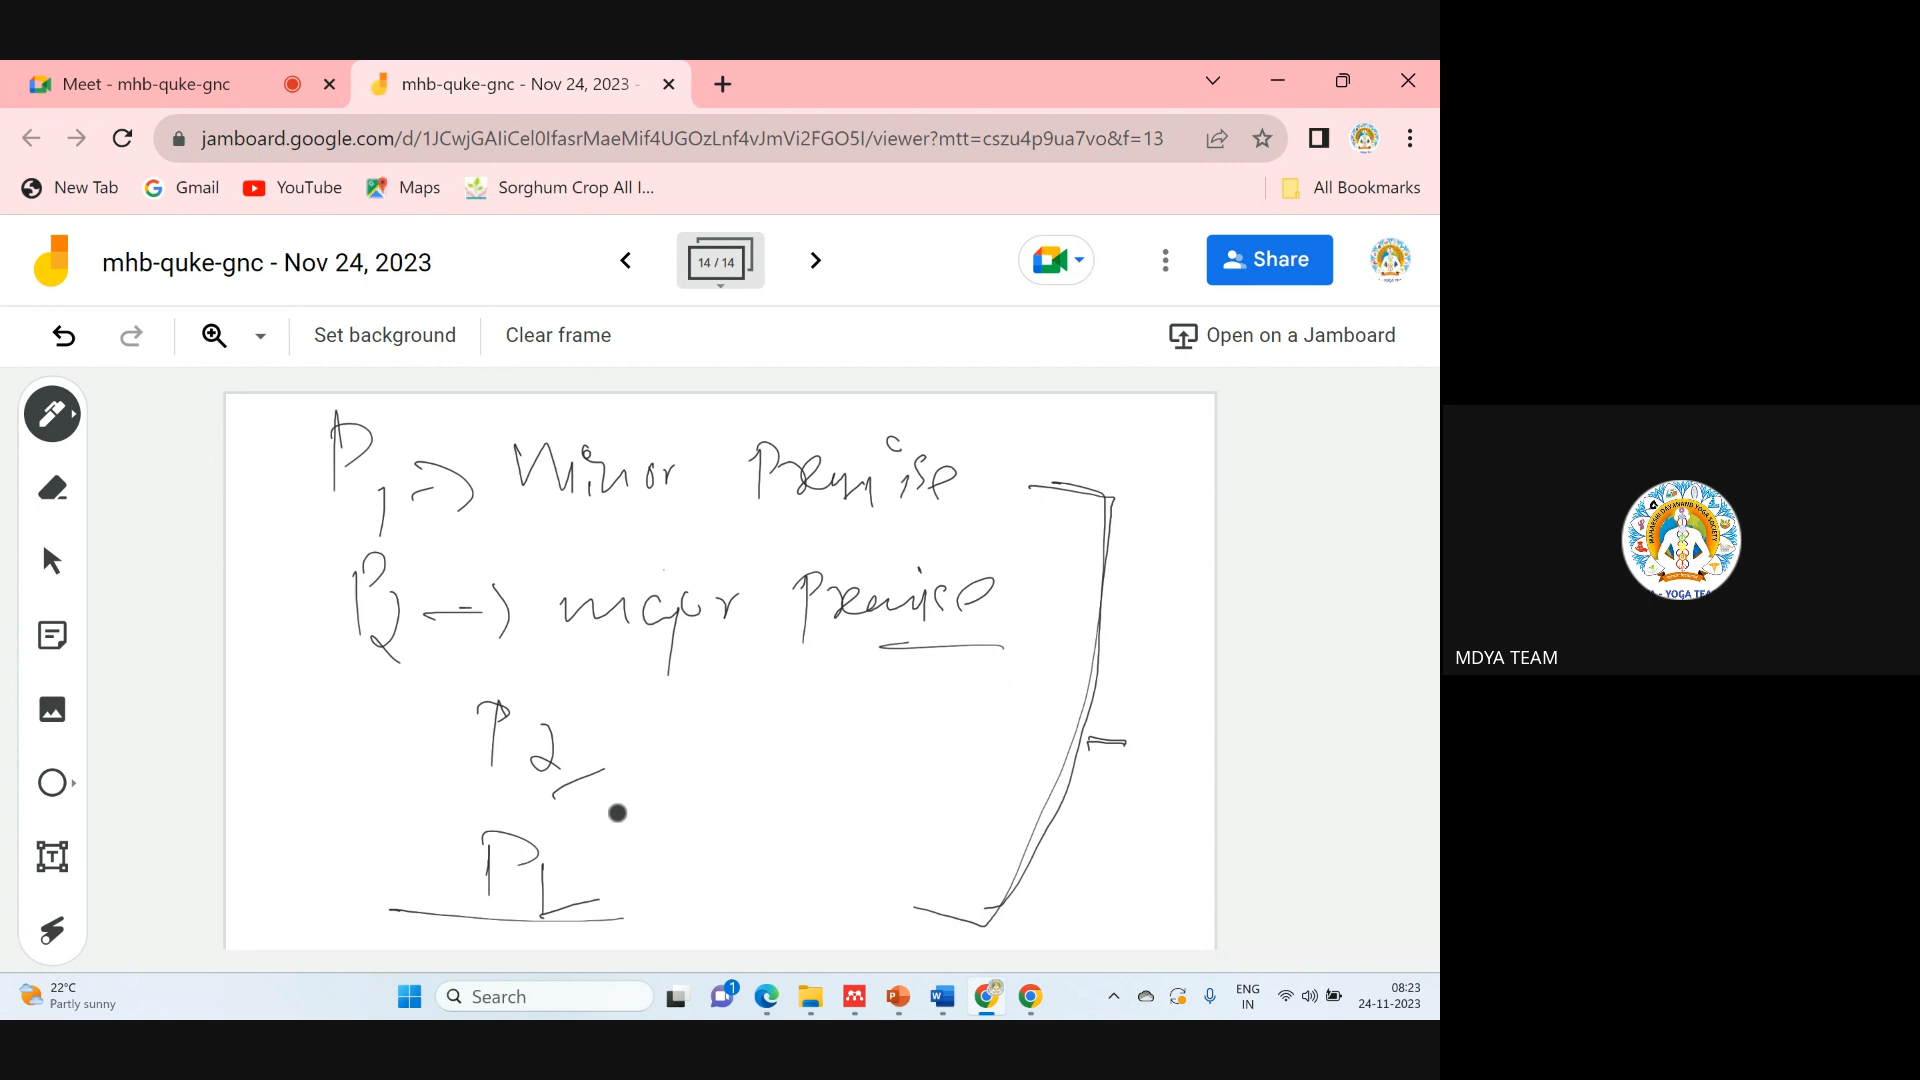 Meet - mhb-quke-gnc
mhb-quke-gnc - Nov 24, 2023 -
jamboard.google.com/d/1JCwjGAIiCel0IfasrMaeMif4UGOzLnf4vJmVi2FGO5I/viewer?mtt=cszu4p9ua7vo&f=13
New Tab Gmail YouTube Maps Sorghum Crop All I... All Bookmarks
mhb-quke-gnc - Nov 24, 2023 14 / 14 Share
Set background Clear frame Open on a Jamboard
P1 => Minor Premise
P2 => major Premise
P2
P1
MDYA TEAM
22°C
Partly sunny
Search
1
ENG
IN
08:23
24-11-2023